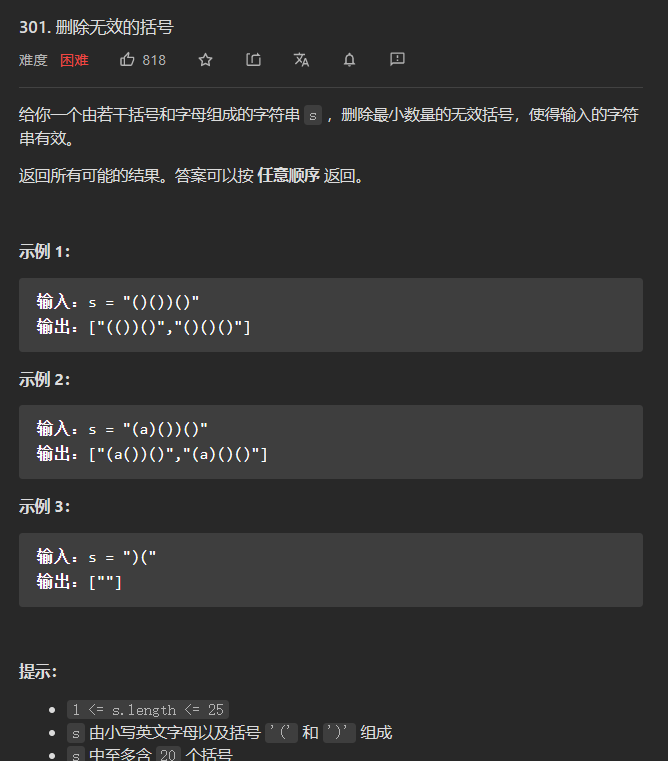 301. 删除无效的括号
难度 困难 818
给你一个由若干括号和字母组成的字符串 s ，删除最小数量的无效括号，使得输入的字符
串有效。
返回所有可能的结果。答案可以按 任意顺序 返回。
示例 1：
输入：s = "()())()"
输出：["(())()","()()()"]
示例 2：
输入：s = "(a)())()"
输出：["(a())()","(a)()()"]
示例 3：
输入：s = ")("
输出：[""]
提示：
1 <= s.length <= 25
s 由小写英文字母以及括号 '(' 和 ')' 组成
s 中至多含 20 个括号